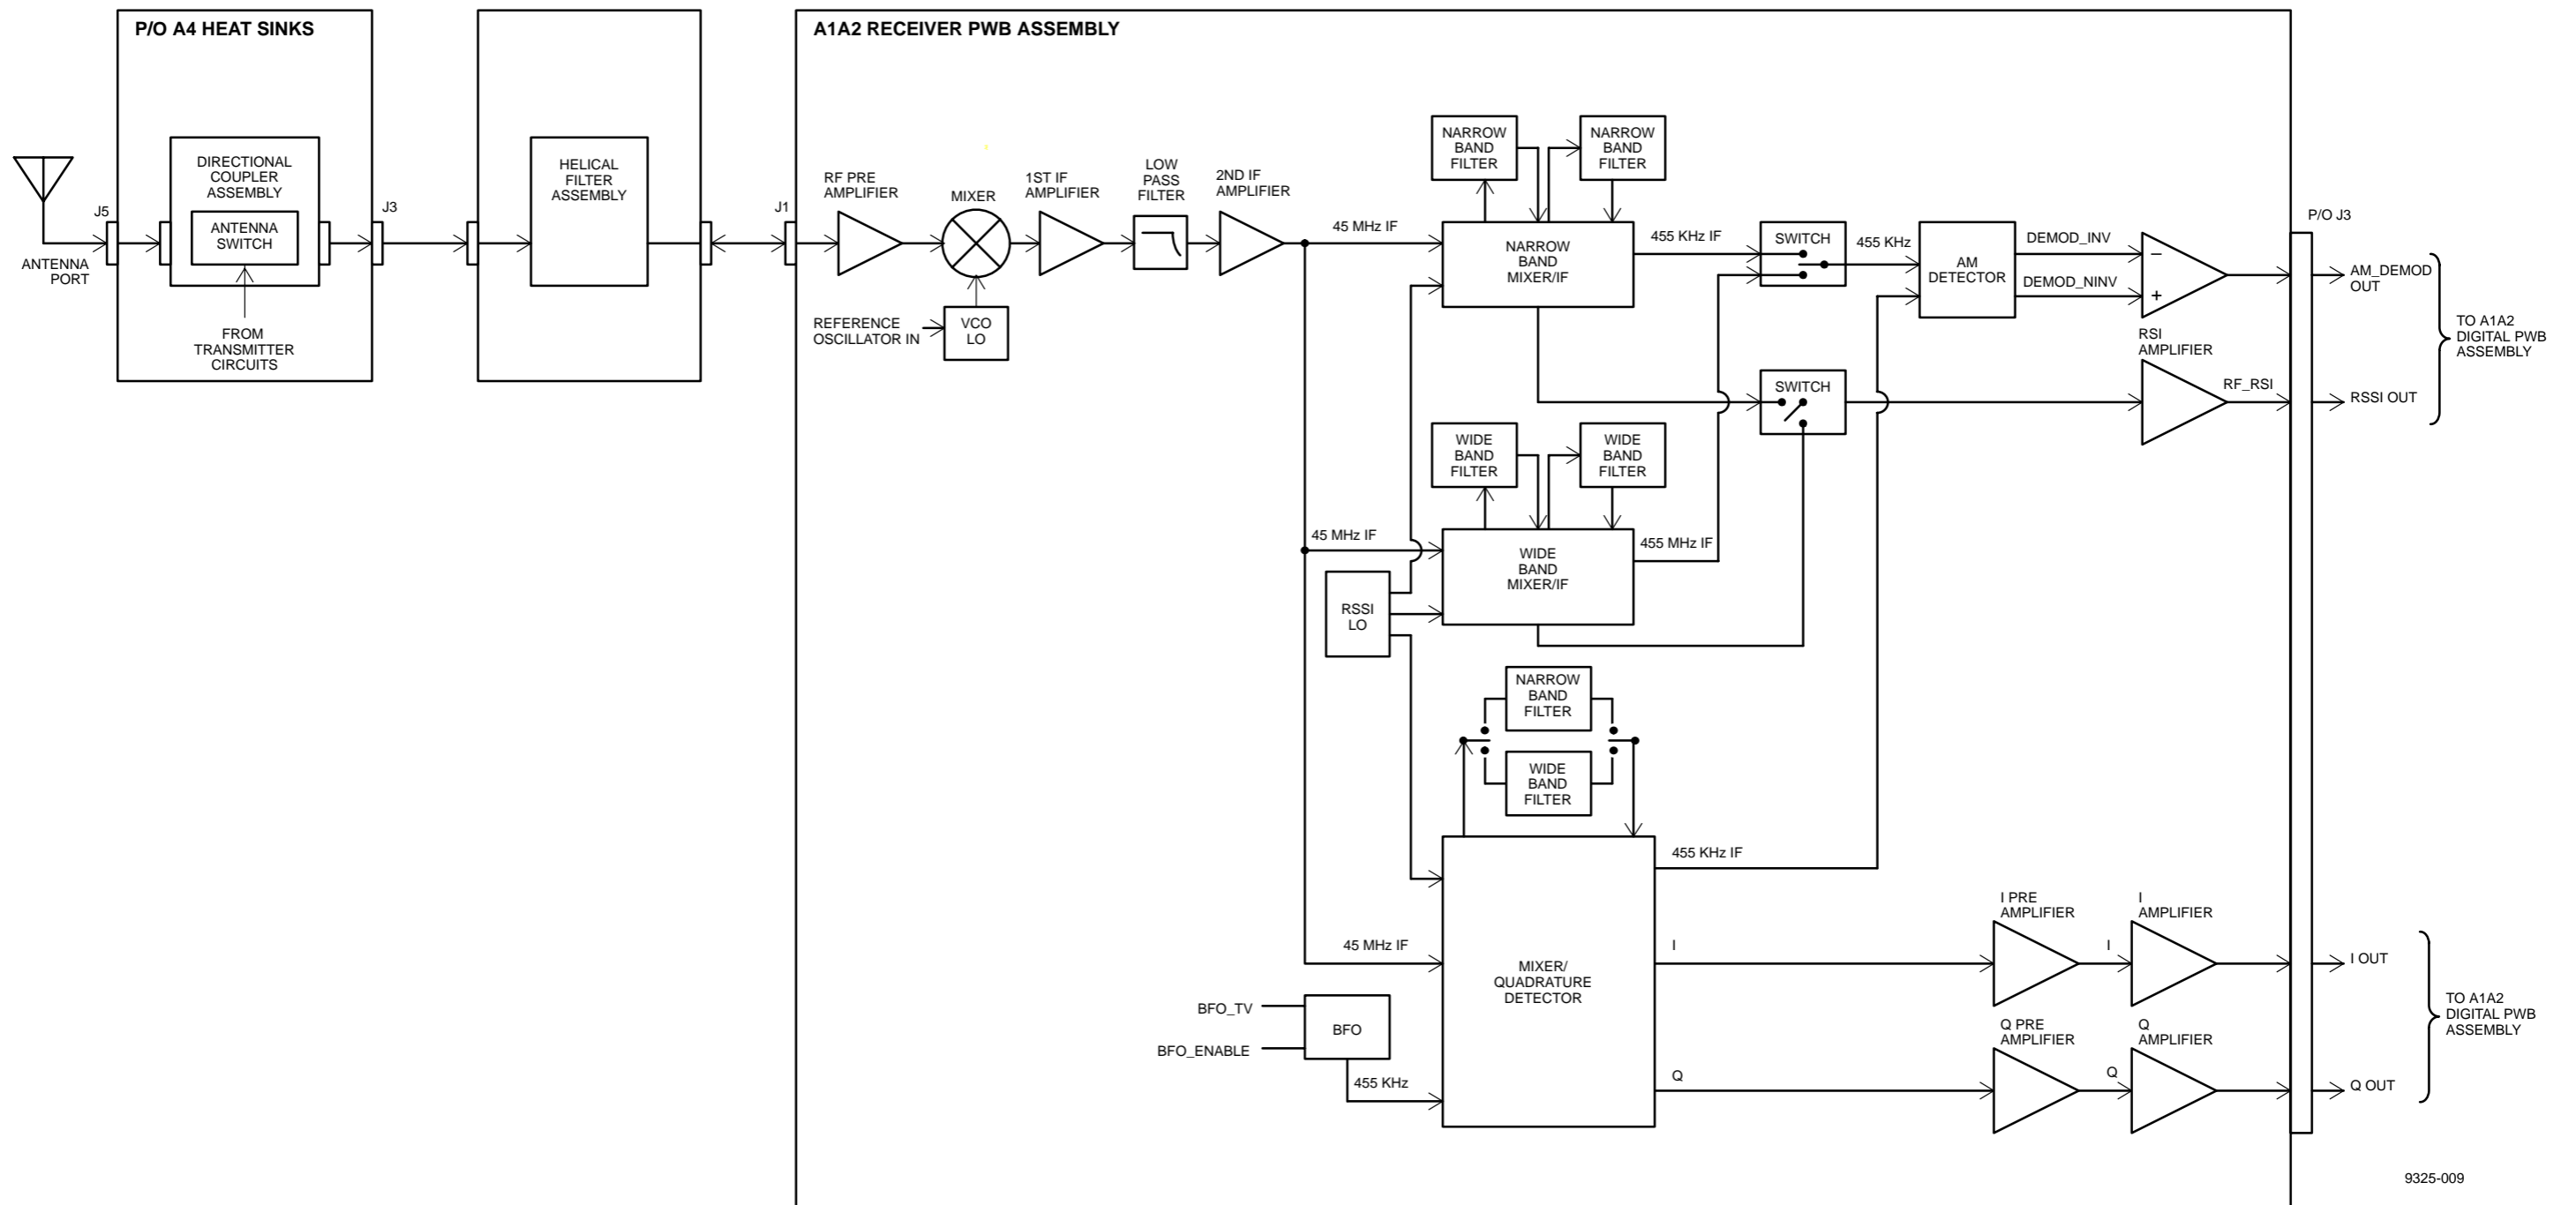 P/O A4 HEAT SINKS
A1A2 RECEIVER PWB ASSEMBLY
DIRECTIONAL
COUPLER
ASSEMBLY
ANTENNA
SWITCH
J5
J3
ANTENNA
PORT
FROM
TRANSMITTER
CIRCUITS
HELICAL
FILTER
ASSEMBLY
J1
RF PRE
AMPLIFIER
MIXER
1ST IF
AMPLIFIER
LOW
PASS
FILTER
2ND IF
AMPLIFIER
REFERENCE
OSCILLATOR IN
VCO
LO
45 MHz IF
NARROW
BAND
FILTER
NARROW
BAND
FILTER
NARROW
BAND
MIXER/IF
455 KHz IF
SWITCH
455 KHz
AM
DETECTOR
DEMOD_INV
DEMOD_NINV
−
+
P/O J3
AM_DEMOD
OUT
RSI
AMPLIFIER
RF_RSI
RSSI OUT
TO A1A2
DIGITAL PWB
ASSEMBLY
SWITCH
WIDE
BAND
FILTER
WIDE
BAND
FILTER
45 MHz IF
WIDE
BAND
MIXER/IF
455 MHz IF
RSSI
LO
NARROW
BAND
FILTER
WIDE
BAND
FILTER
455 KHz IF
45 MHz IF
MIXER/
QUADRATURE
DETECTOR
I
I PRE
AMPLIFIER
I
I
AMPLIFIER
I OUT
BFO_TV
BFO_ENABLE
BFO
455 KHz
Q
Q PRE
AMPLIFIER
Q
Q
AMPLIFIER
Q OUT
TO A1A2
DIGITAL PWB
ASSEMBLY
9325-009